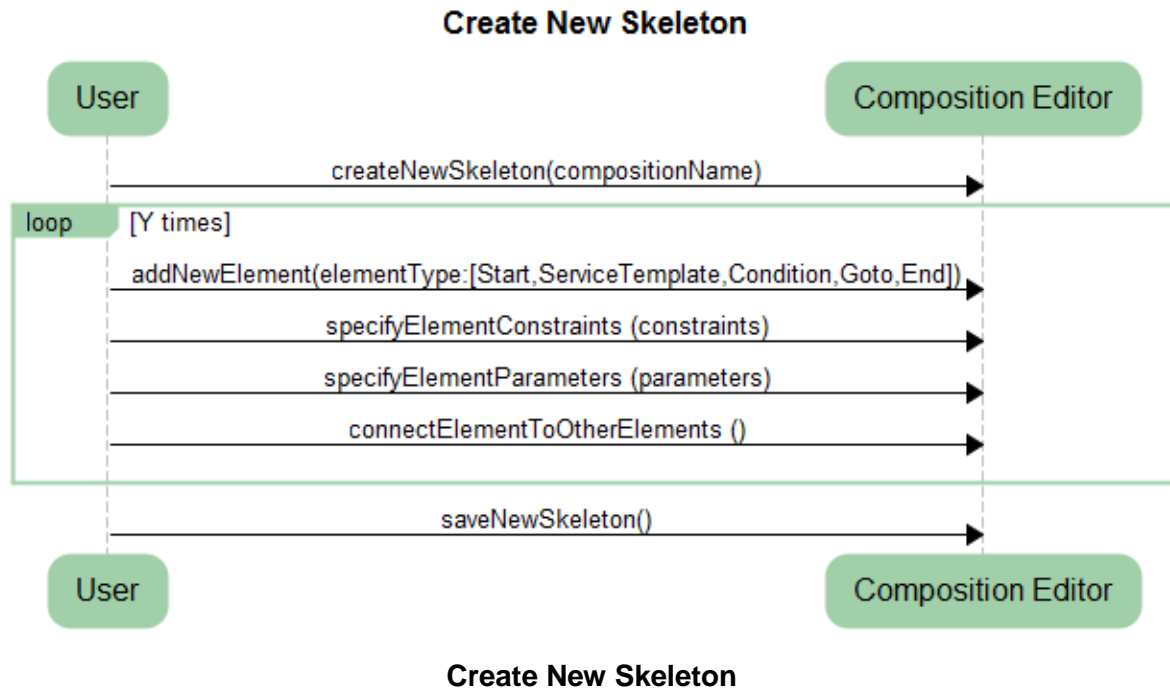 Create New Skeleton
User Composition Editor
createNewSkeleton(compositionName)
loop [Y times]
addNewElement(elementType:[Start,ServiceTemplate,Condition,Goto,End])
specifyElementConstraints (constraints)
specifyElementParameters (parameters)
connectElementToOtherElements ()
saveNewSkeleton()
User Composition Editor
Create New Skeleton